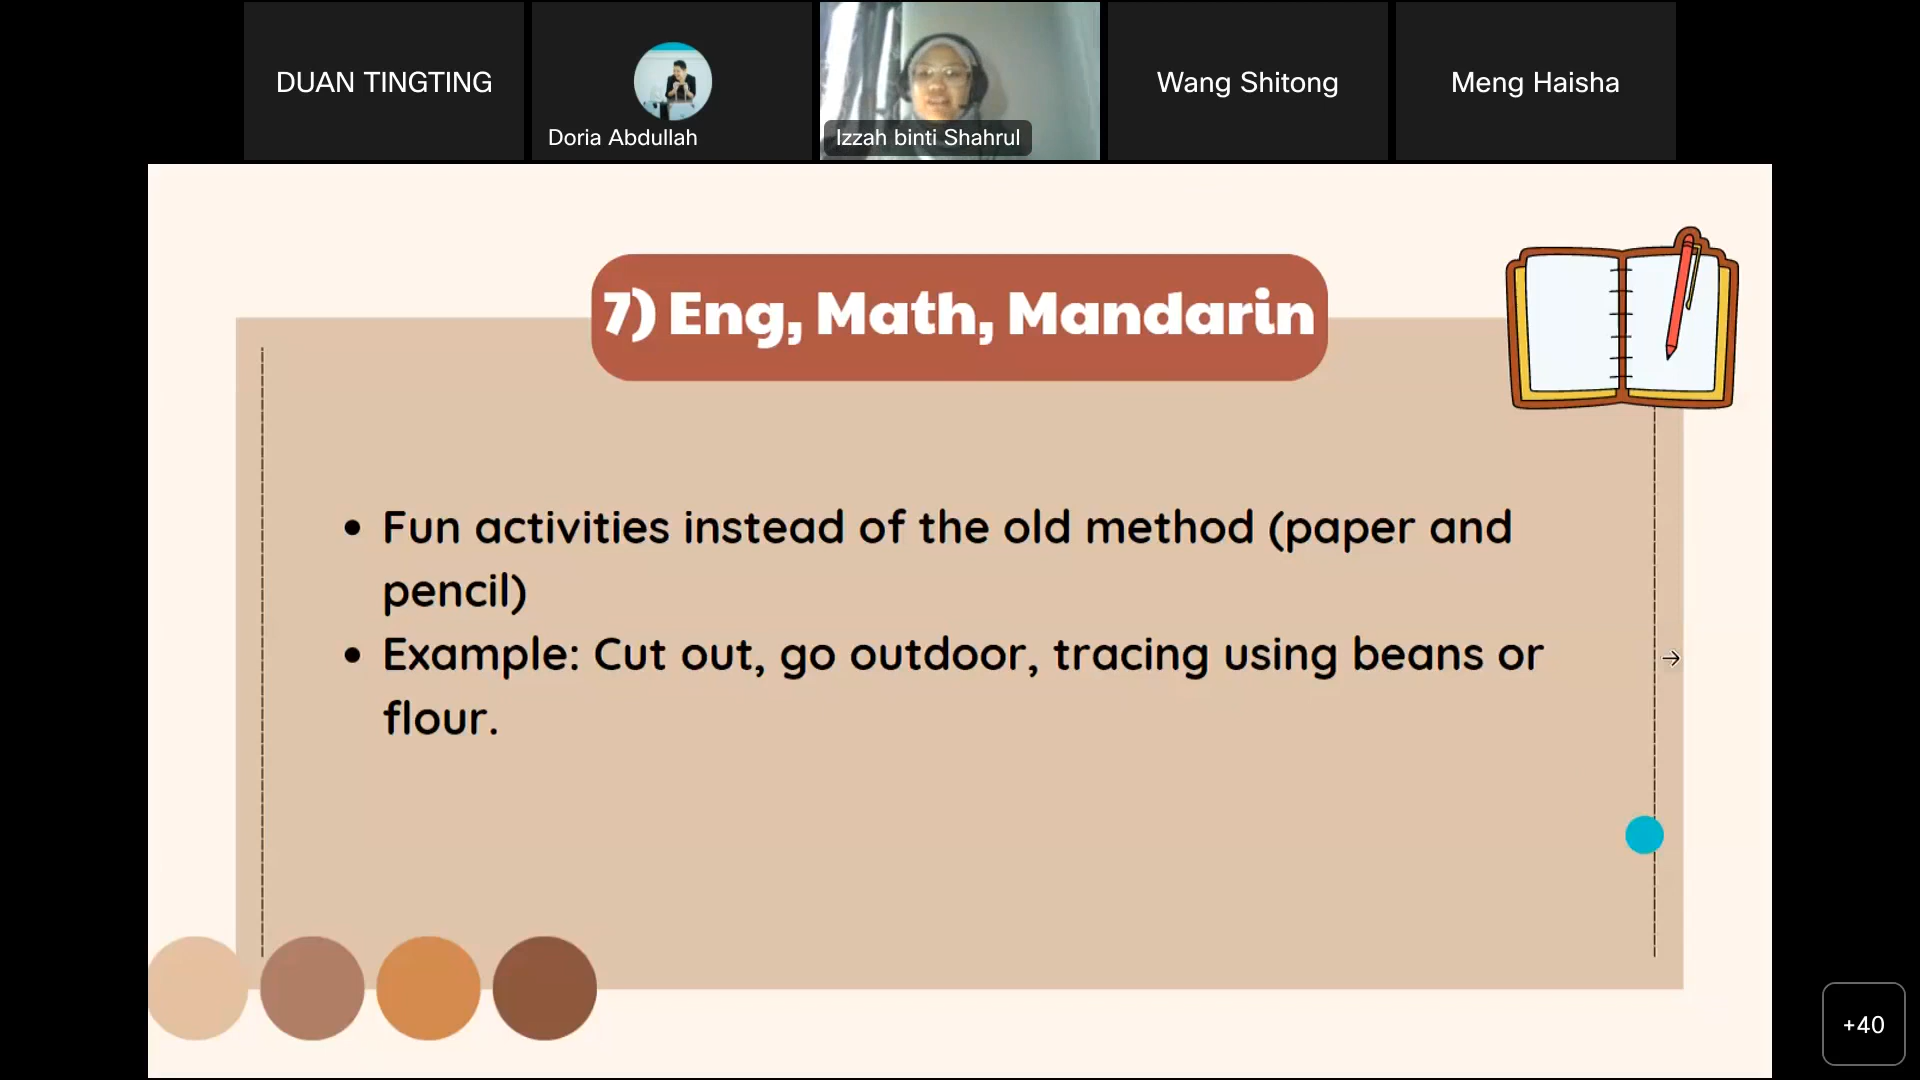 DUAN TINGTING
Doria Abdullah
Izzah binti Shahrul
Wang Shitong
Meng Haisha
7) Eng, Math, Mandarin
• Fun activities instead of the old method (paper and
pencil)
• Example: Cut out, go outdoor, tracing using beans or
flour.
+40